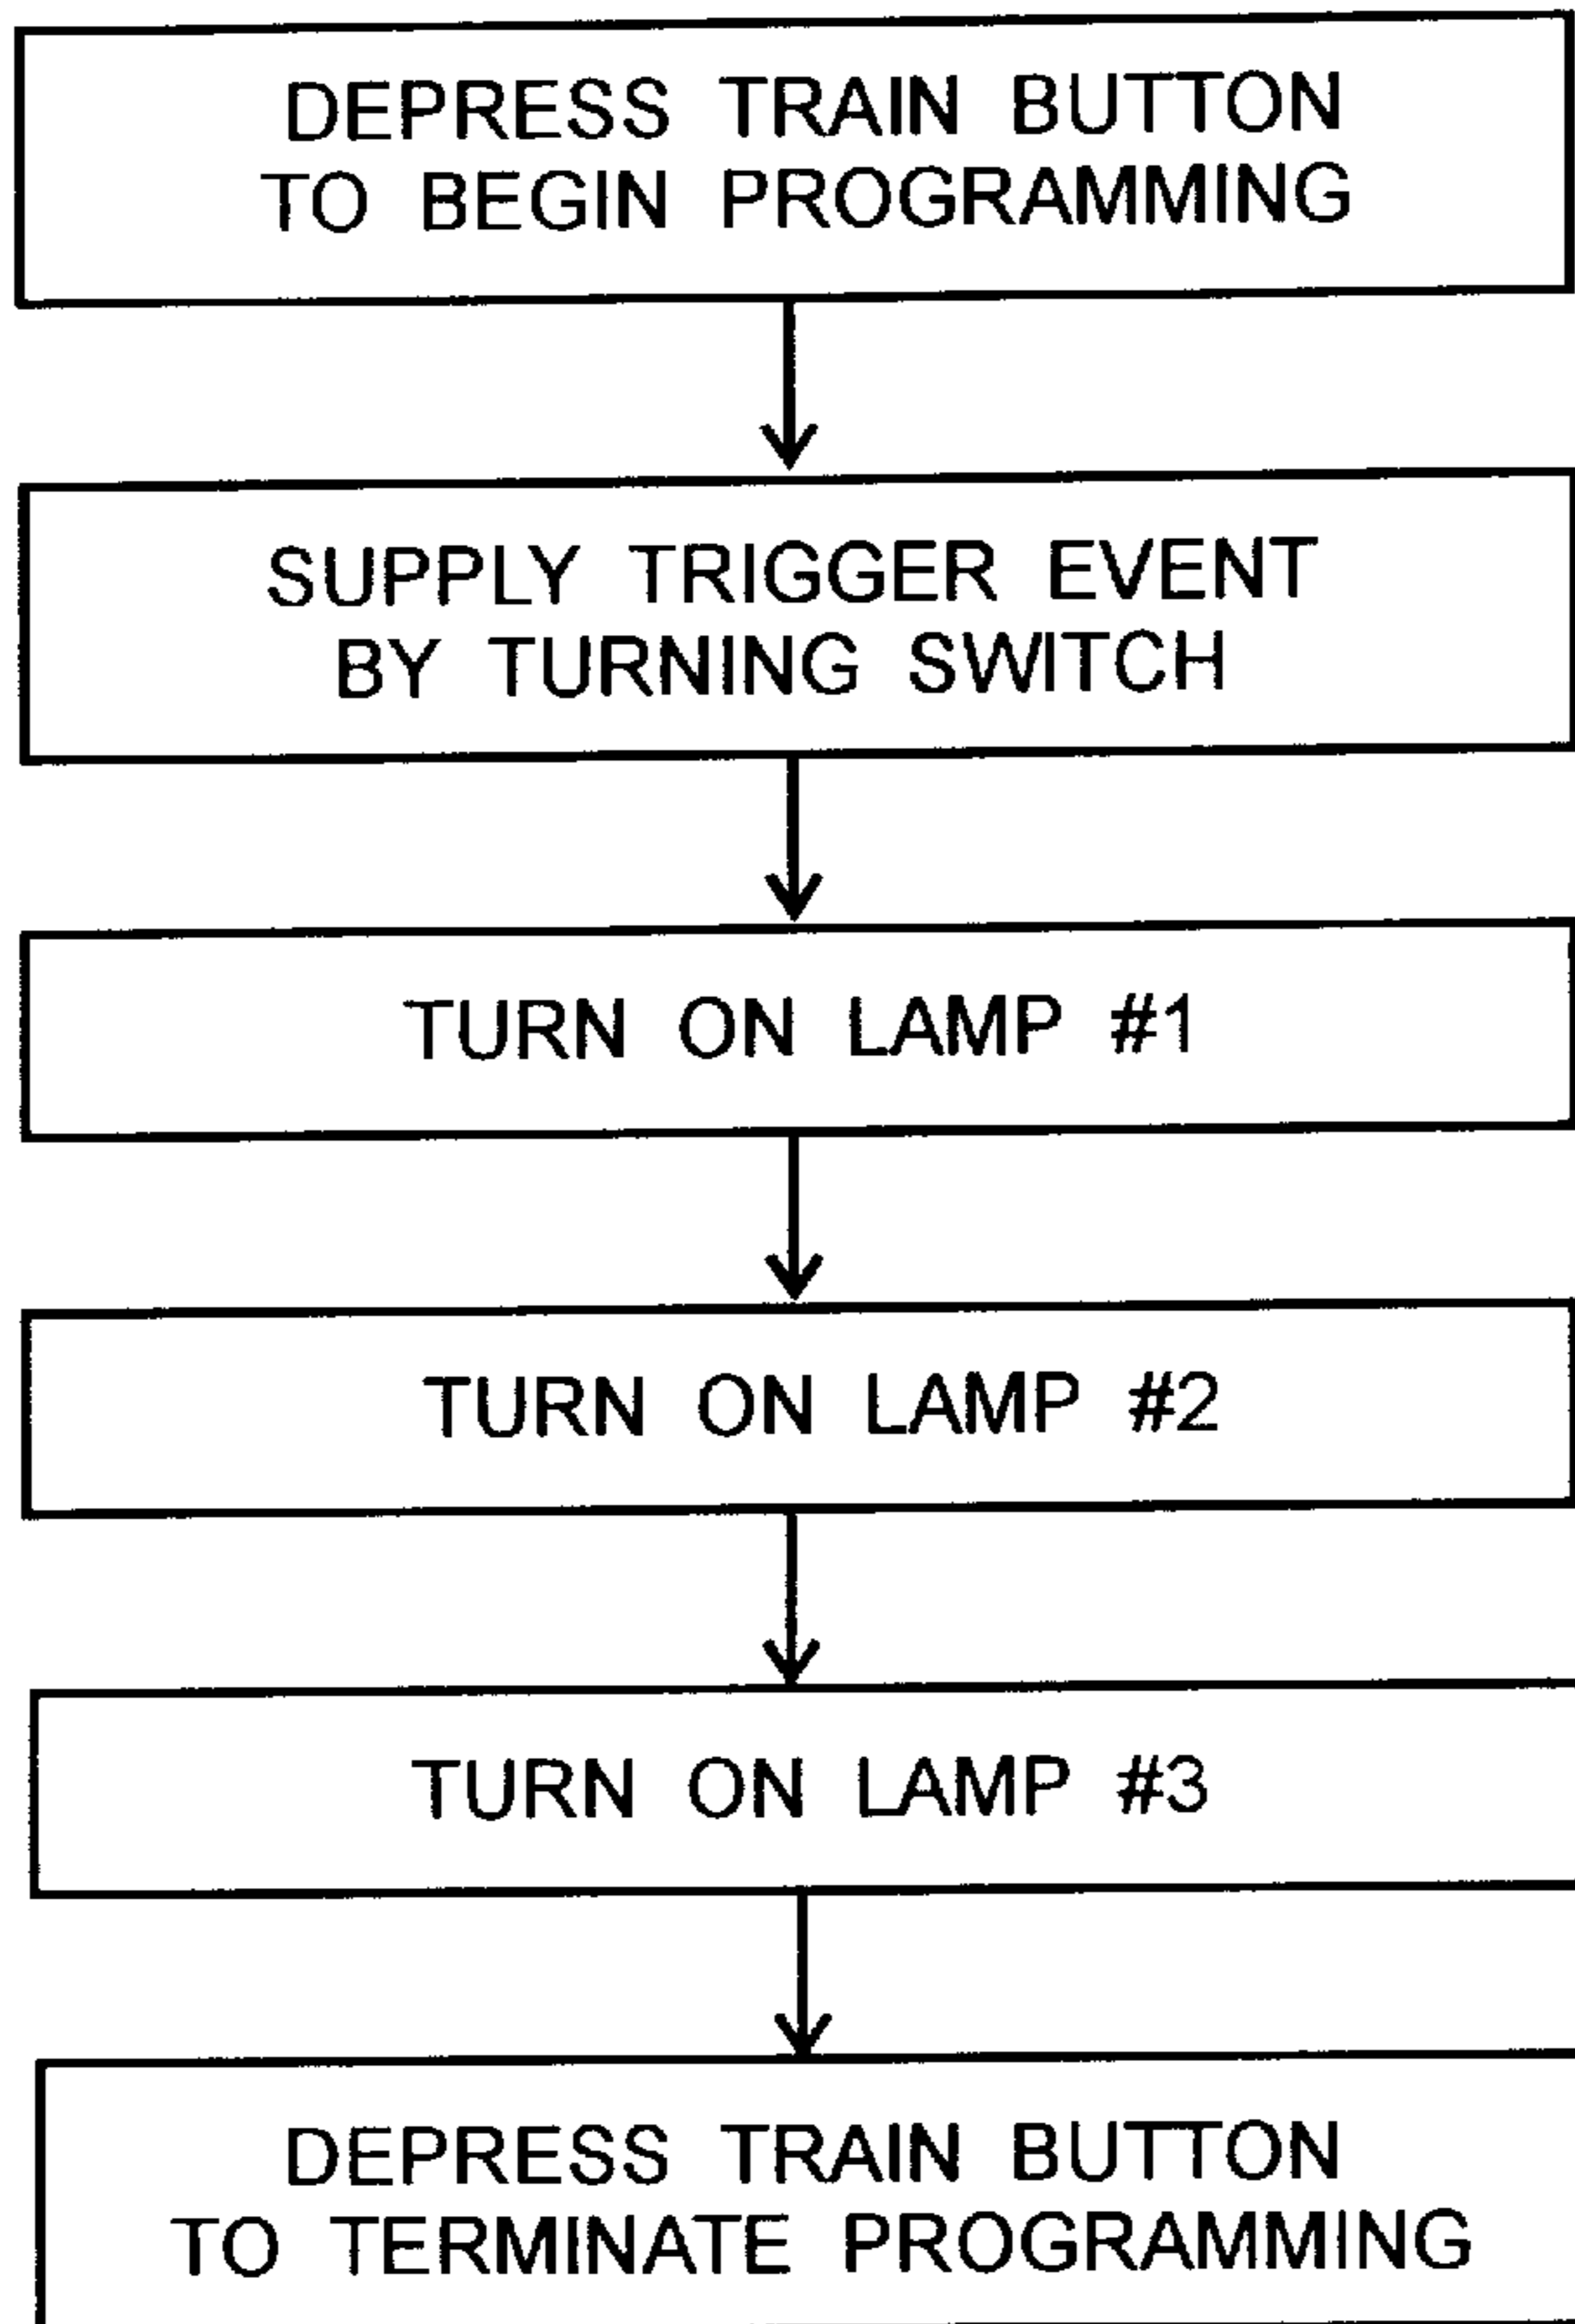 DEPRESS TRAIN BUTTON
TO BEGIN PROGRAMMING
SUPPLY TRIGGER EVENT
BY TURNING SWITCH
TURN ON LAMP #1
TURN ON LAMP #2
TURN ON LAMP #3
DEPRESS TRAIN BUTTON
TO TERMINATE PROGRAMMING